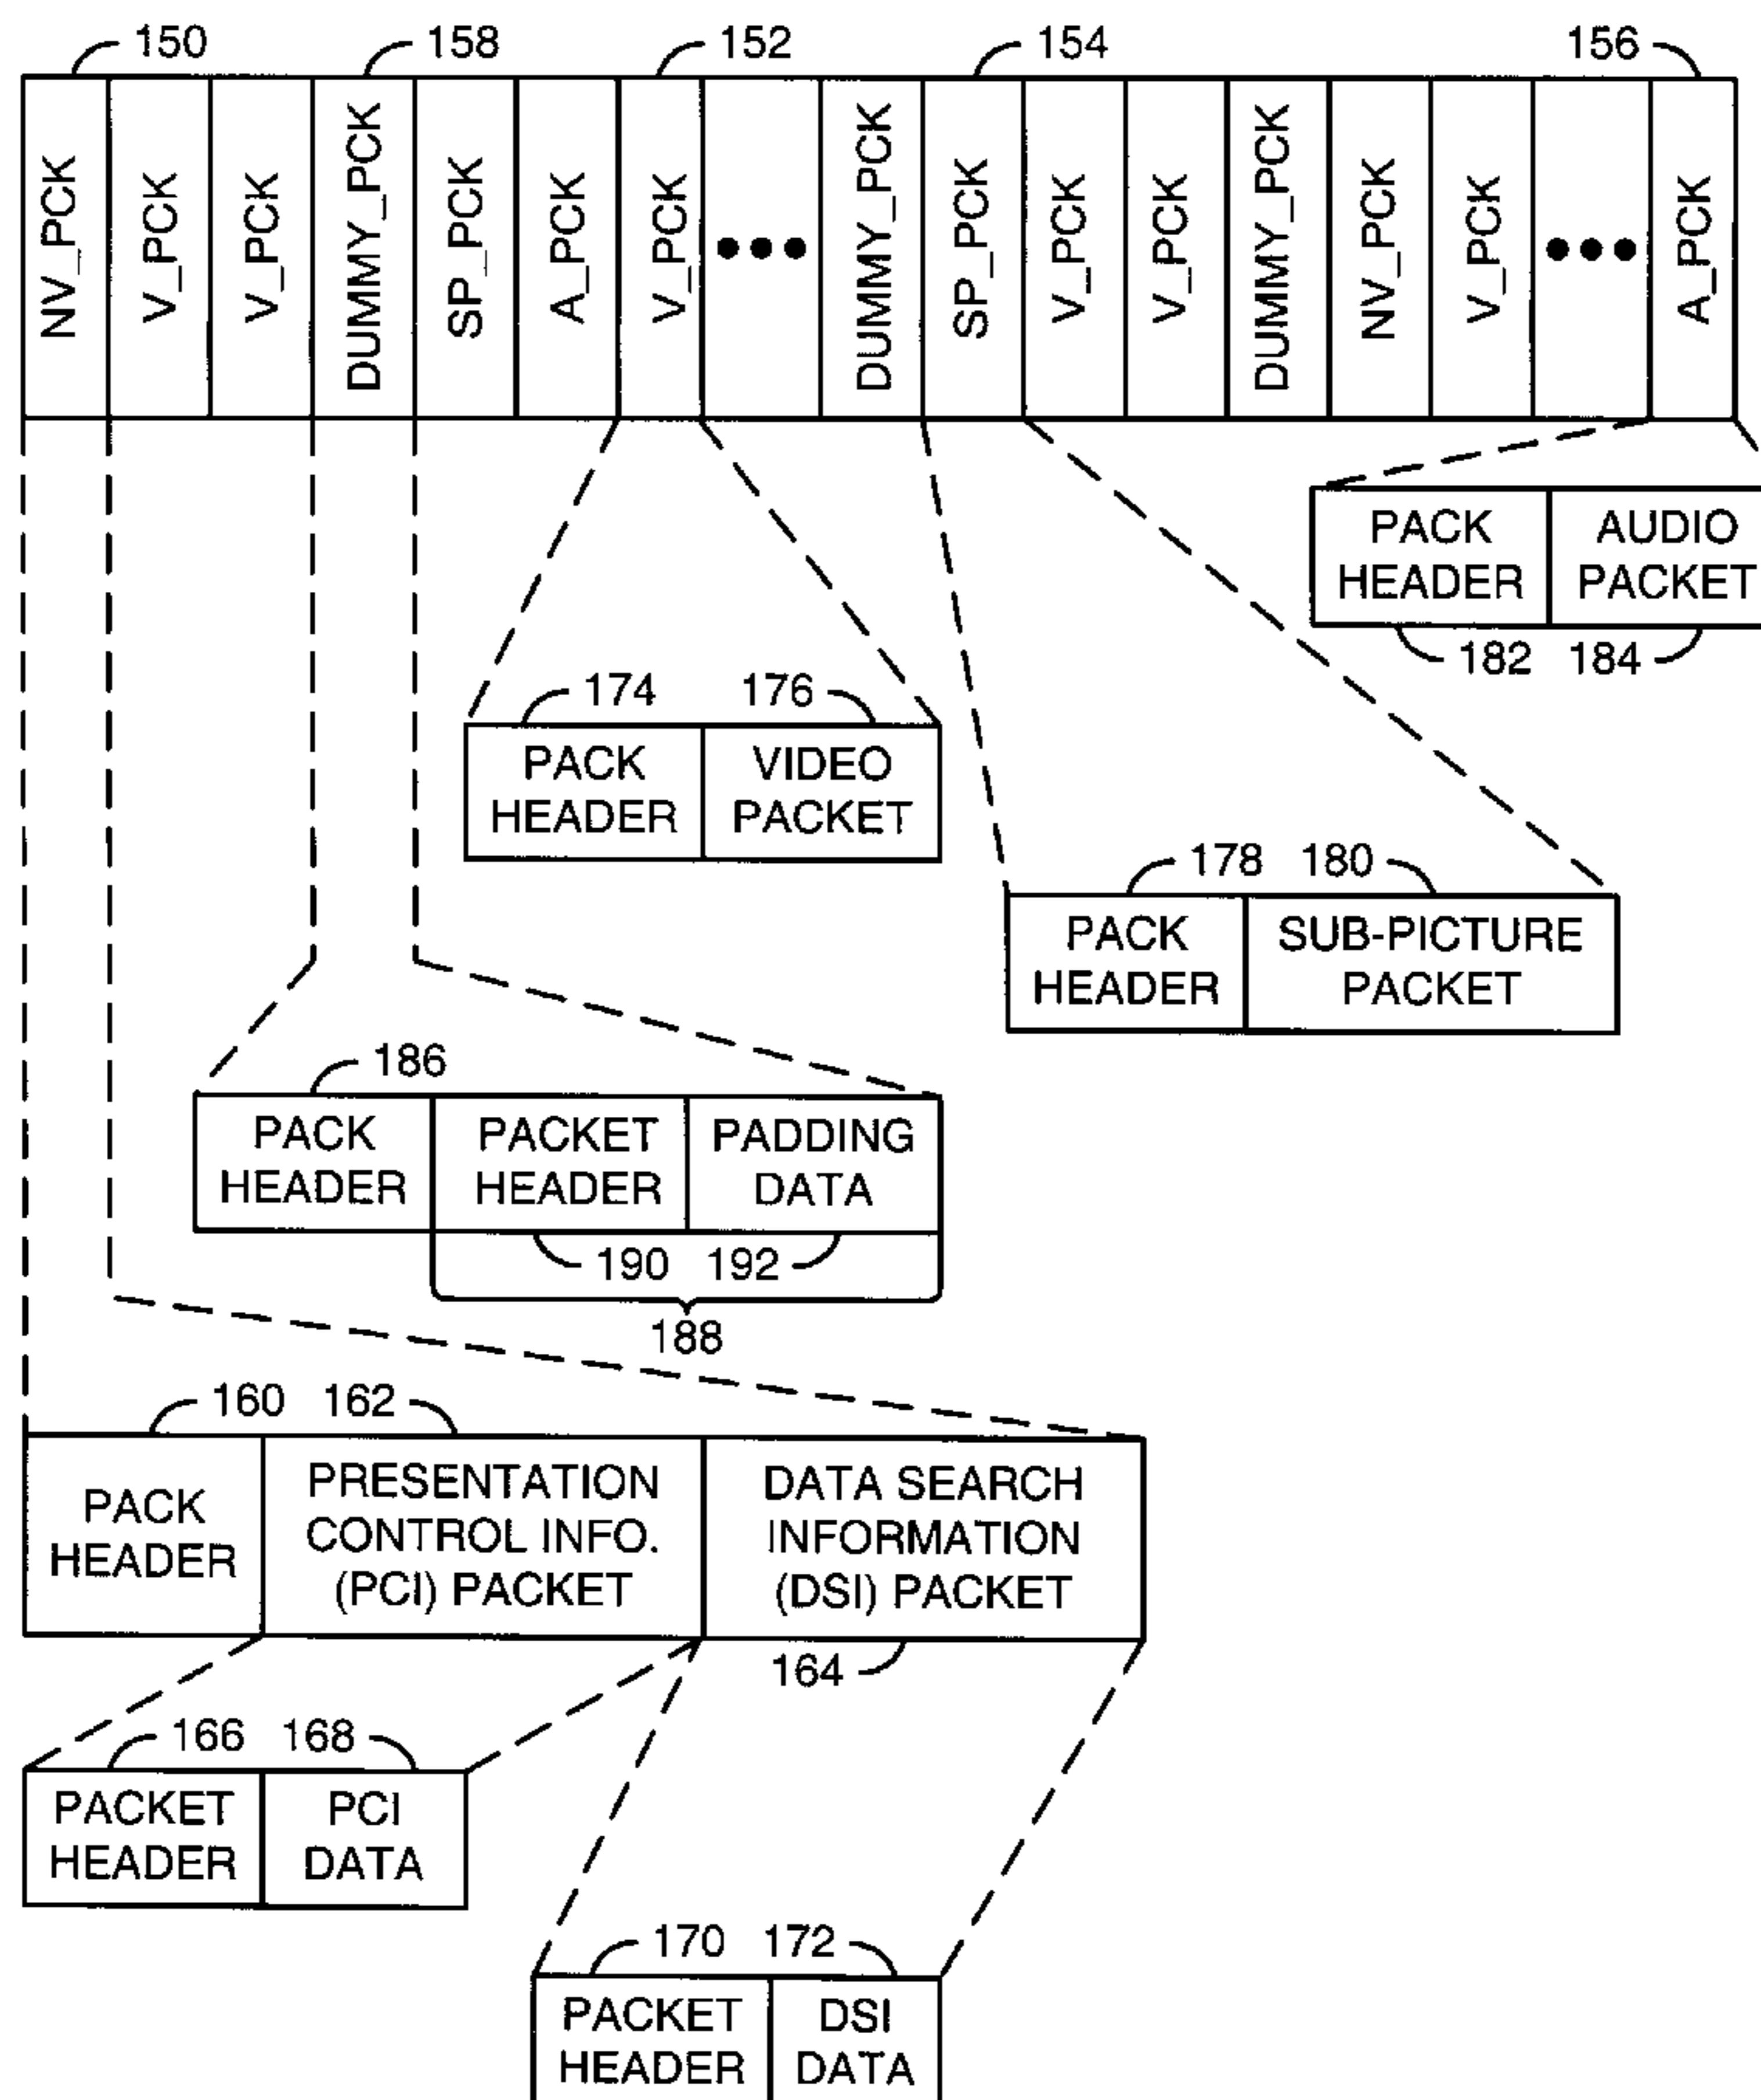 150 158 152 154 156
NV_PCK V_PCK V_PCK DUMMY_PCK SP_PCK A_PCK V_PCK ●●● DUMMY_PCK SP_PCK V_PCK V_PCK DUMMY_PCK NV_PCK V_PCK ●●● A_PCK
PACK AUDIO
HEADER PACKET
182 184
174 176
PACK VIDEO
HEADER PACKET
178 180
PACK SUB-PICTURE
HEADER PACKET
186
PACK PACKET PADDING
HEADER HEADER DATA
190 192
188
160 162
PACK HEADER
PRESENTATION
CONTROL INFO.
(PCI) PACKET
DATA SEARCH
INFORMATION
(DSI) PACKET
164
166 168
PACKET PCI
HEADER DATA
170 172
PACKET DSI
HEADER DATA